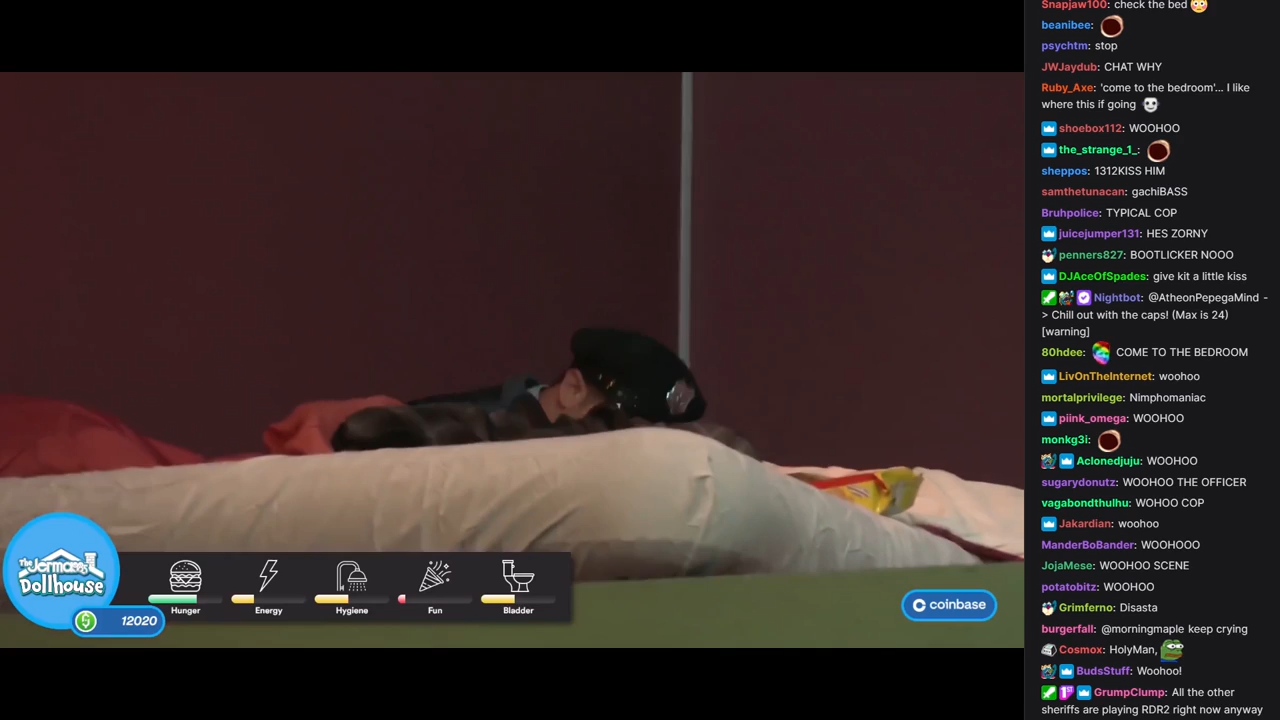 Snapjaw100: check the bed
beanibee:
psychtm: stop
JWJaydub: CHAT WHY
Ruby_Axe: 'come to the bedroom'... I like
where this if going
shoebox112: WOOHOO
the_strange_1_:
sheppos: 1312KISS HIM
samthetunacan: gachiBASS
Bruhpolice: TYPICAL COP
juicejumper131: HES ZORNY
penners827: BOOTLICKER NOOO
DJAceOfSpades: give kit a little kiss
Nightbot: @AtheonPepegaMind -
> Chill out with the caps! (Max is 24)
[warning]
80hdee: COME TO THE BEDROOM
LivOnTheInternet: woohoo
mortalprivilege: Nimphomaniac
piink_omega: WOOHOO
monkg3i:
Aclonedjuju: WOOHOO
sugarydonutz: WOOHOO THE OFFICER
vagabondthulhu: WOHOO COP
Jakardian: woohoo
ManderBoBander: WOOHOOO
JojaMese: WOOHOO SCENE
potatobitz: WOOHOO
Grimferno: Disasta
burgerfall: @morningmaple keep crying
Cosmox: HolyMan,
BudsStuff: Woohoo!
GrumpClump: All the other
sheriffs are playing RDR2 right now anyway
The Jerma985
Dollhouse
12020
Hunger
Energy
Hygiene
Fun
Bladder
coinbase